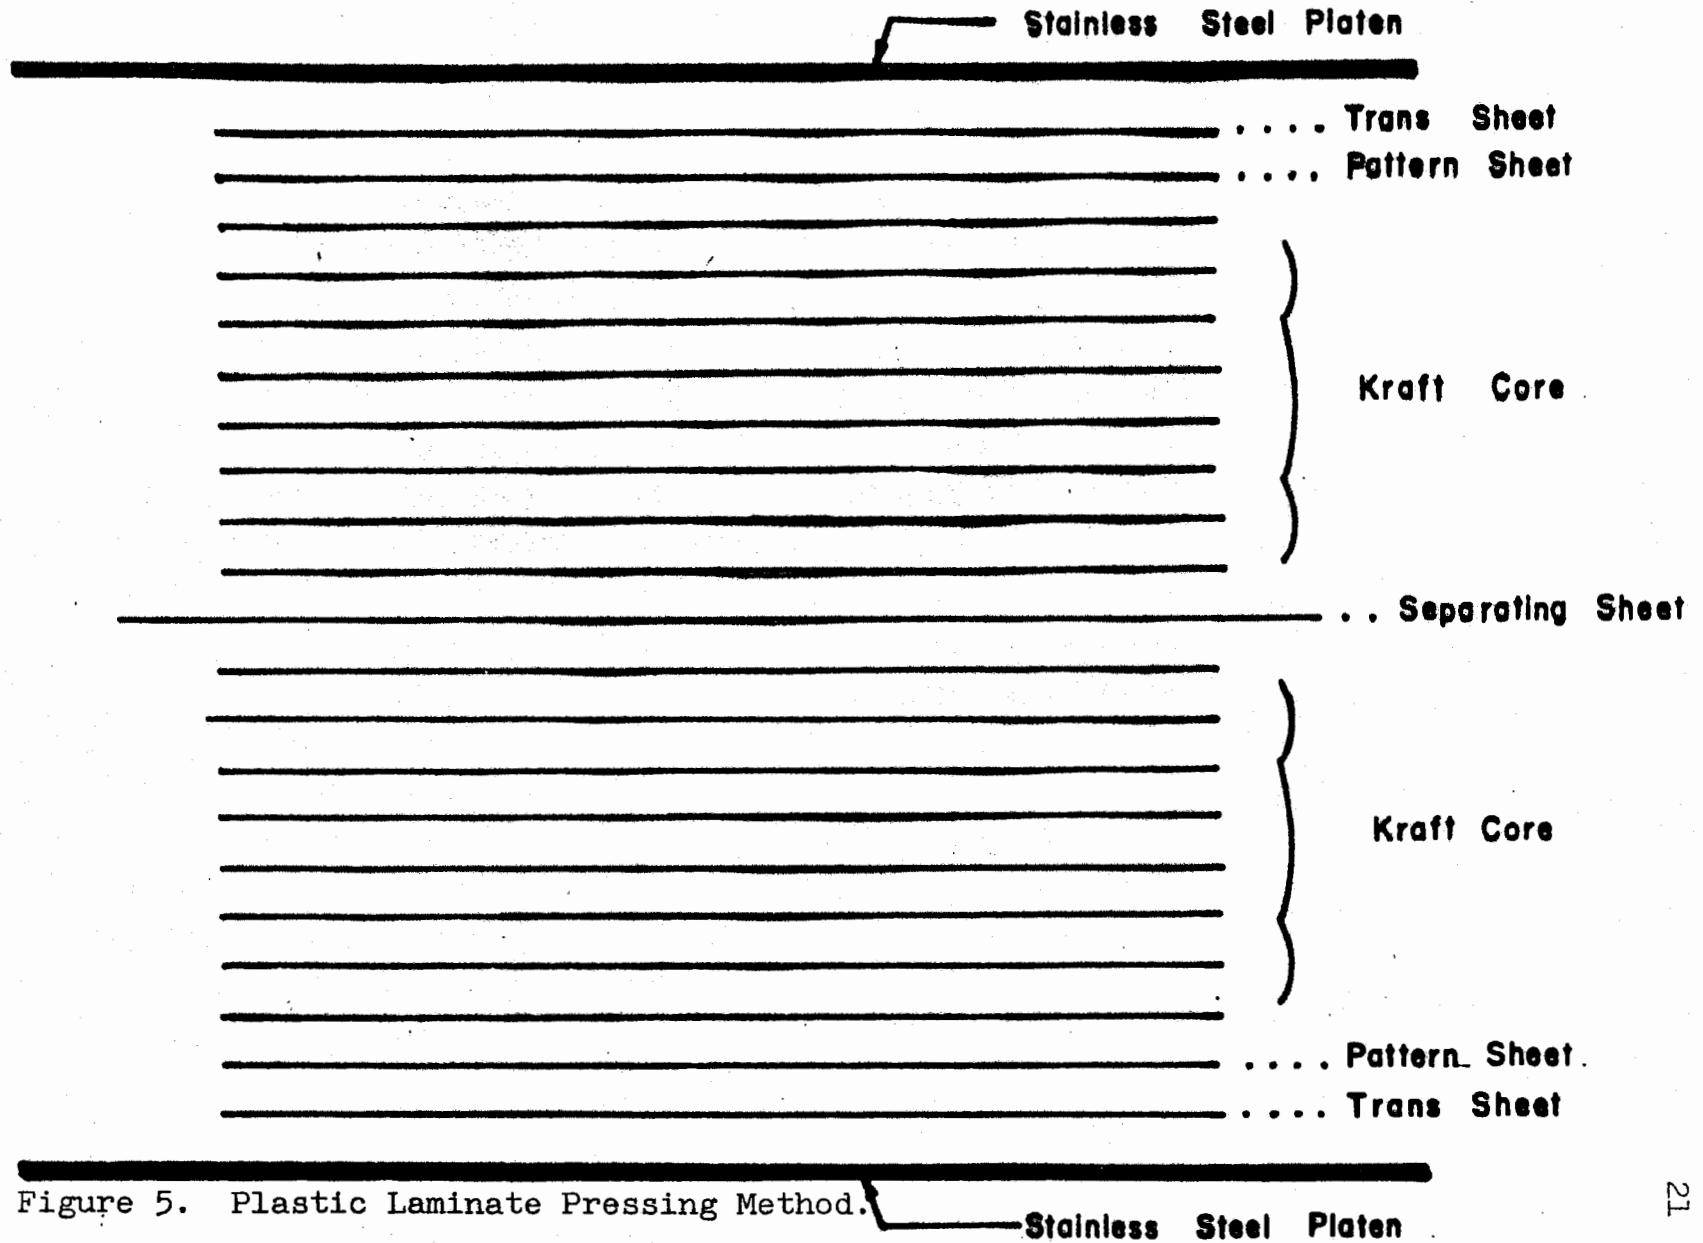 Stainless Steel Platen
.... Trans Sheet
.... Pattern Sheet
Kraft Core
.. Separating Sheet
Kraft Core
.... Pattern Sheet
.... Trans Sheet
Figure 5. Plastic Laminate Pressing Method.
Stainless Steel Platen
21